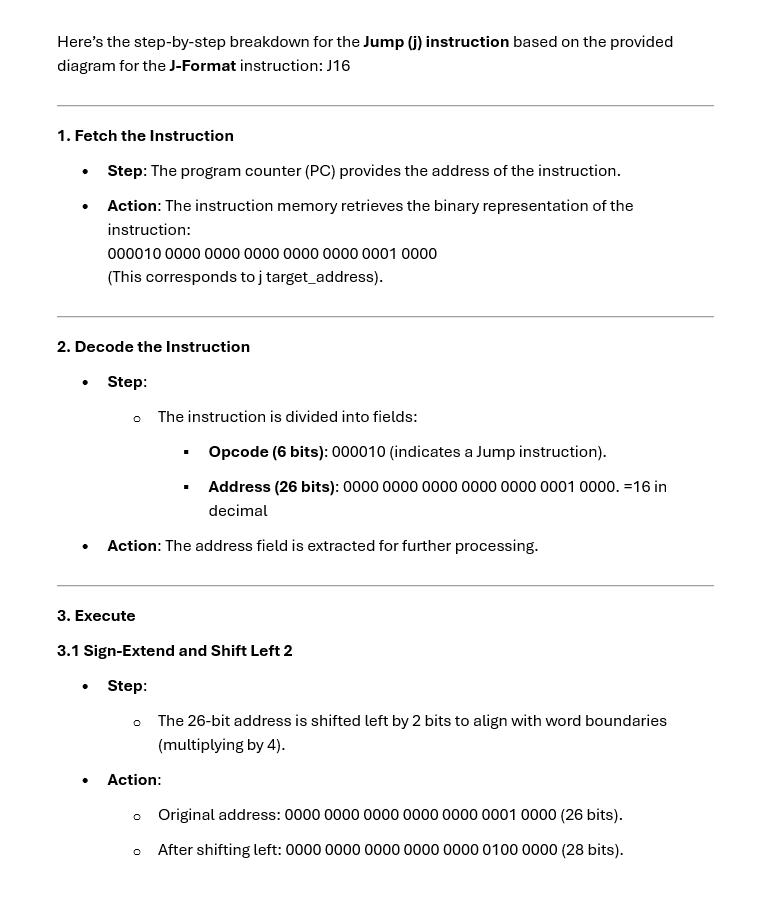 Here's the step-by-step breakdown for the Jump (j) instruction based on the provided
diagram for the J-Format instruction: J16
1. Fetch the Instruction
• Step: The program counter (PC) provides the address of the instruction.
• Action: The instruction memory retrieves the binary representation of the
instruction:
000010 0000 0000 0000 0000 0000 0001 0000
(This corresponds to j target_address).
2. Decode the Instruction
• Step:
o The instruction is divided into fields:
▪ Opcode (6 bits): 000010 (indicates a Jump instruction).
▪ Address (26 bits): 0000 0000 0000 0000 0000 0001 0000. =16 in
decimal
• Action: The address field is extracted for further processing.
3. Execute
3.1 Sign-Extend and Shift Left 2
• Step:
o The 26-bit address is shifted left by 2 bits to align with word boundaries
(multiplying by 4).
• Action:
o Original address: 0000 0000 0000 0000 0000 0001 0000 (26 bits).
o After shifting left: 0000 0000 0000 0000 0000 0100 0000 (28 bits).